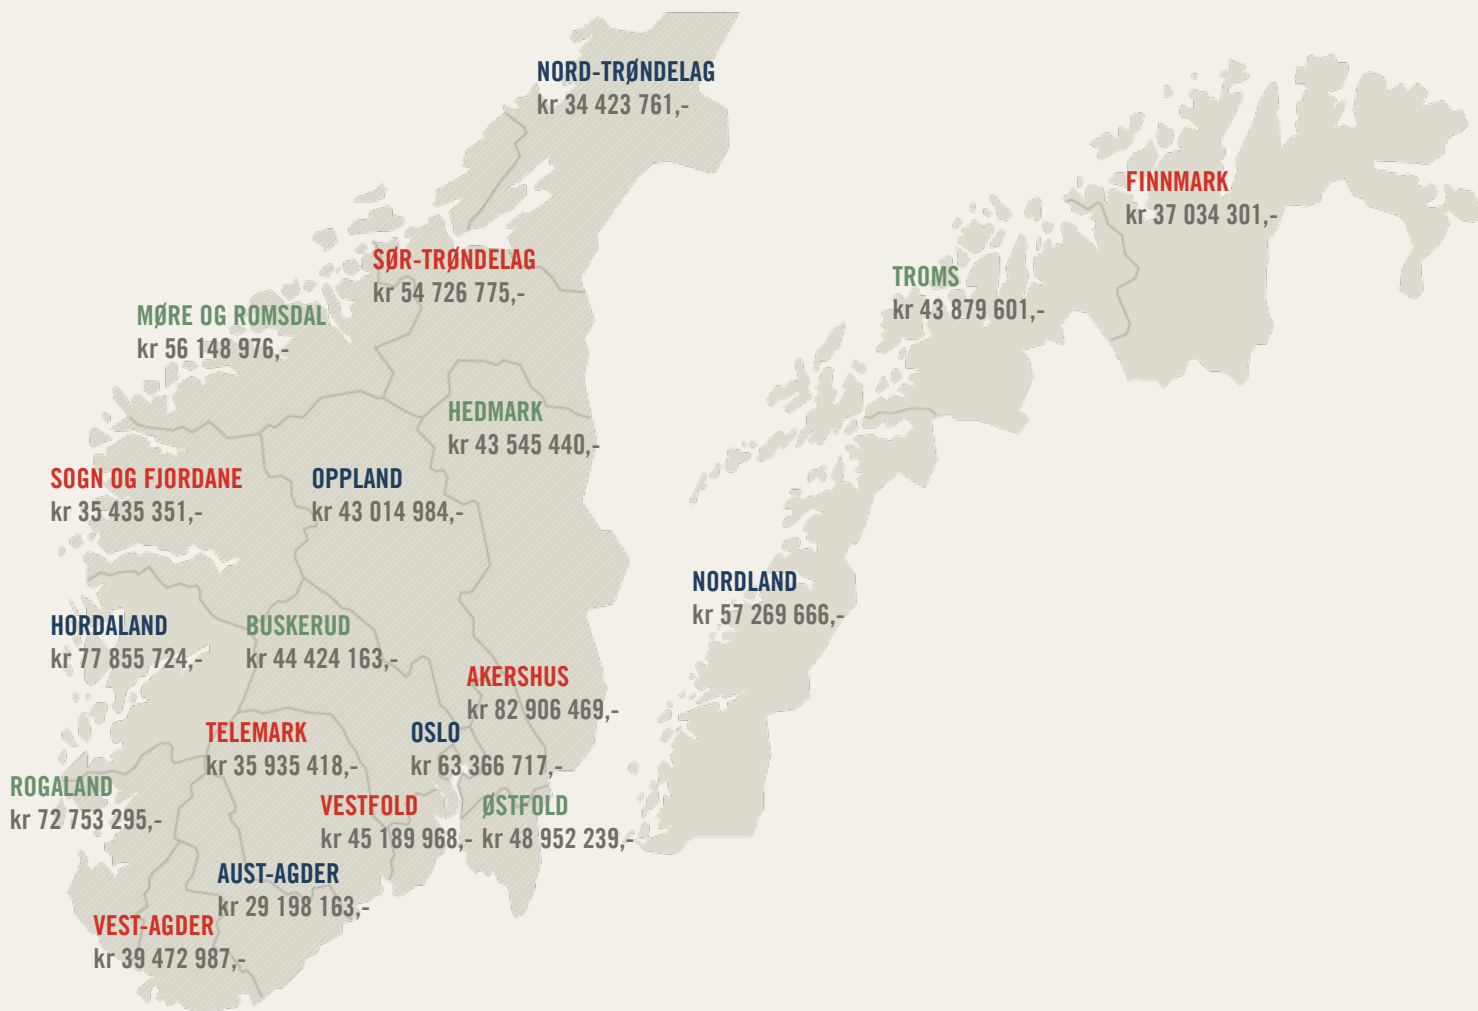 NORD-TRØNDELAG
kr 34 423 761,-
FINNMARK
kr 37 034 301,-
SØR-TRØNDELAG
kr 54 726 775,-
TROMS
kr 43 879 601,-
MØRE OG ROMSDAL
kr 56 148 976,-
HEDMARK
kr 43 545 440,-
SOGN OG FJORDANE
kr 35 435 351,-
OPPLAND
kr 43 014 984,-
NORDLAND
kr 57 269 666,-
HORDALAND
kr 77 855 724,-
BUSKERUD
kr 44 424 163,-
AKERSHUS
kr 82 906 469,-
TELEMARK
kr 35 935 418,-
OSLO
kr 63 366 717,-
ROGALAND
kr 72 753 295,-
VESTFOLD
kr 45 189 968,-
ØSTFOLD
kr 48 952 239,-
AUST-AGDER
kr 29 198 163,-
VEST-AGDER
kr 39 472 987,-